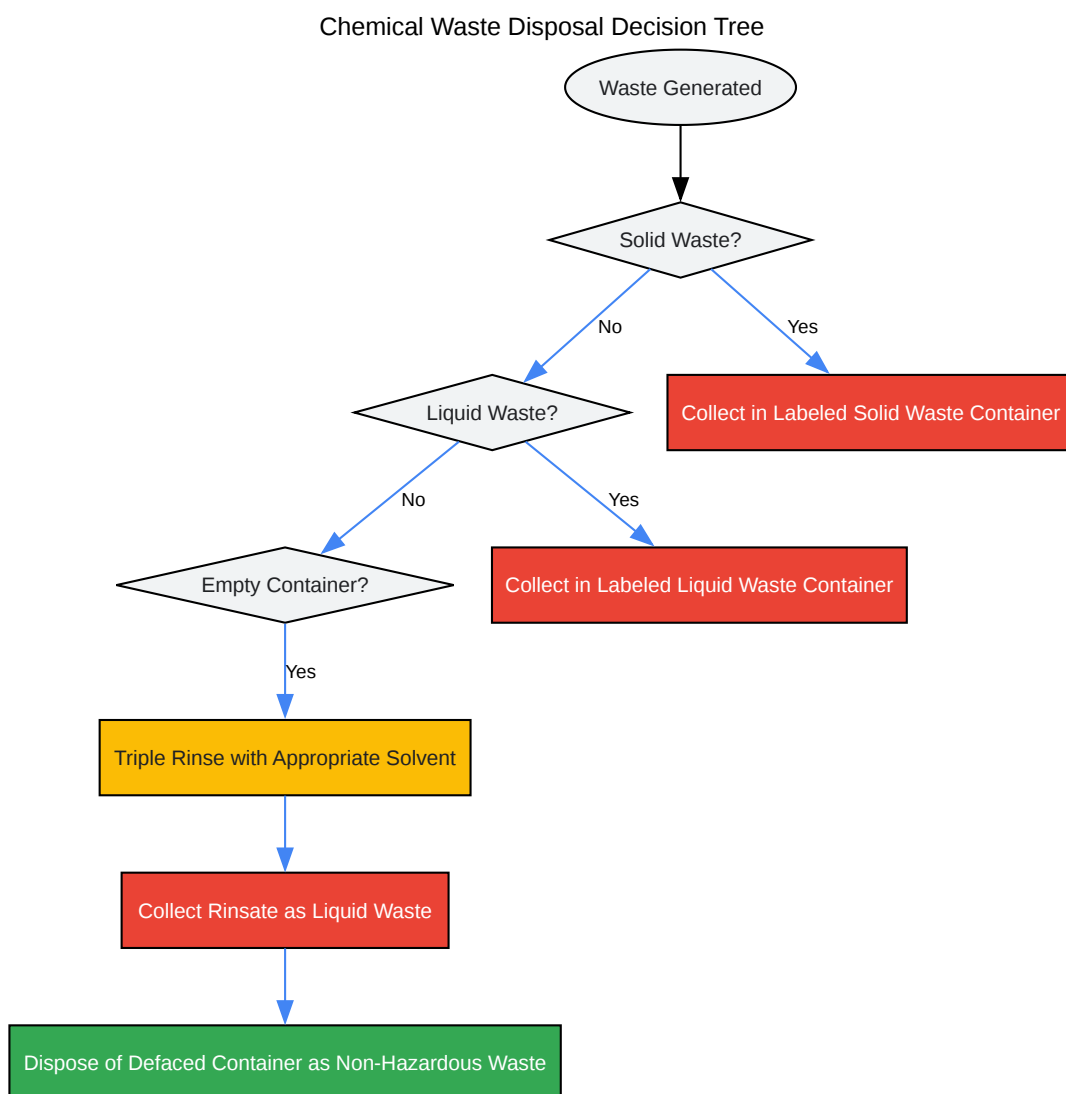 Chemical Waste Disposal Decision Tree
Waste Generated
Solid Waste?
No
Yes
Liquid Waste?
Collect in Labeled Solid Waste Container
No
Yes
Empty Container?
Collect in Labeled Liquid Waste Container
Yes
Triple Rinse with Appropriate Solvent
Collect Rinsate as Liquid Waste
Dispose of Defaced Container as Non-Hazardous Waste